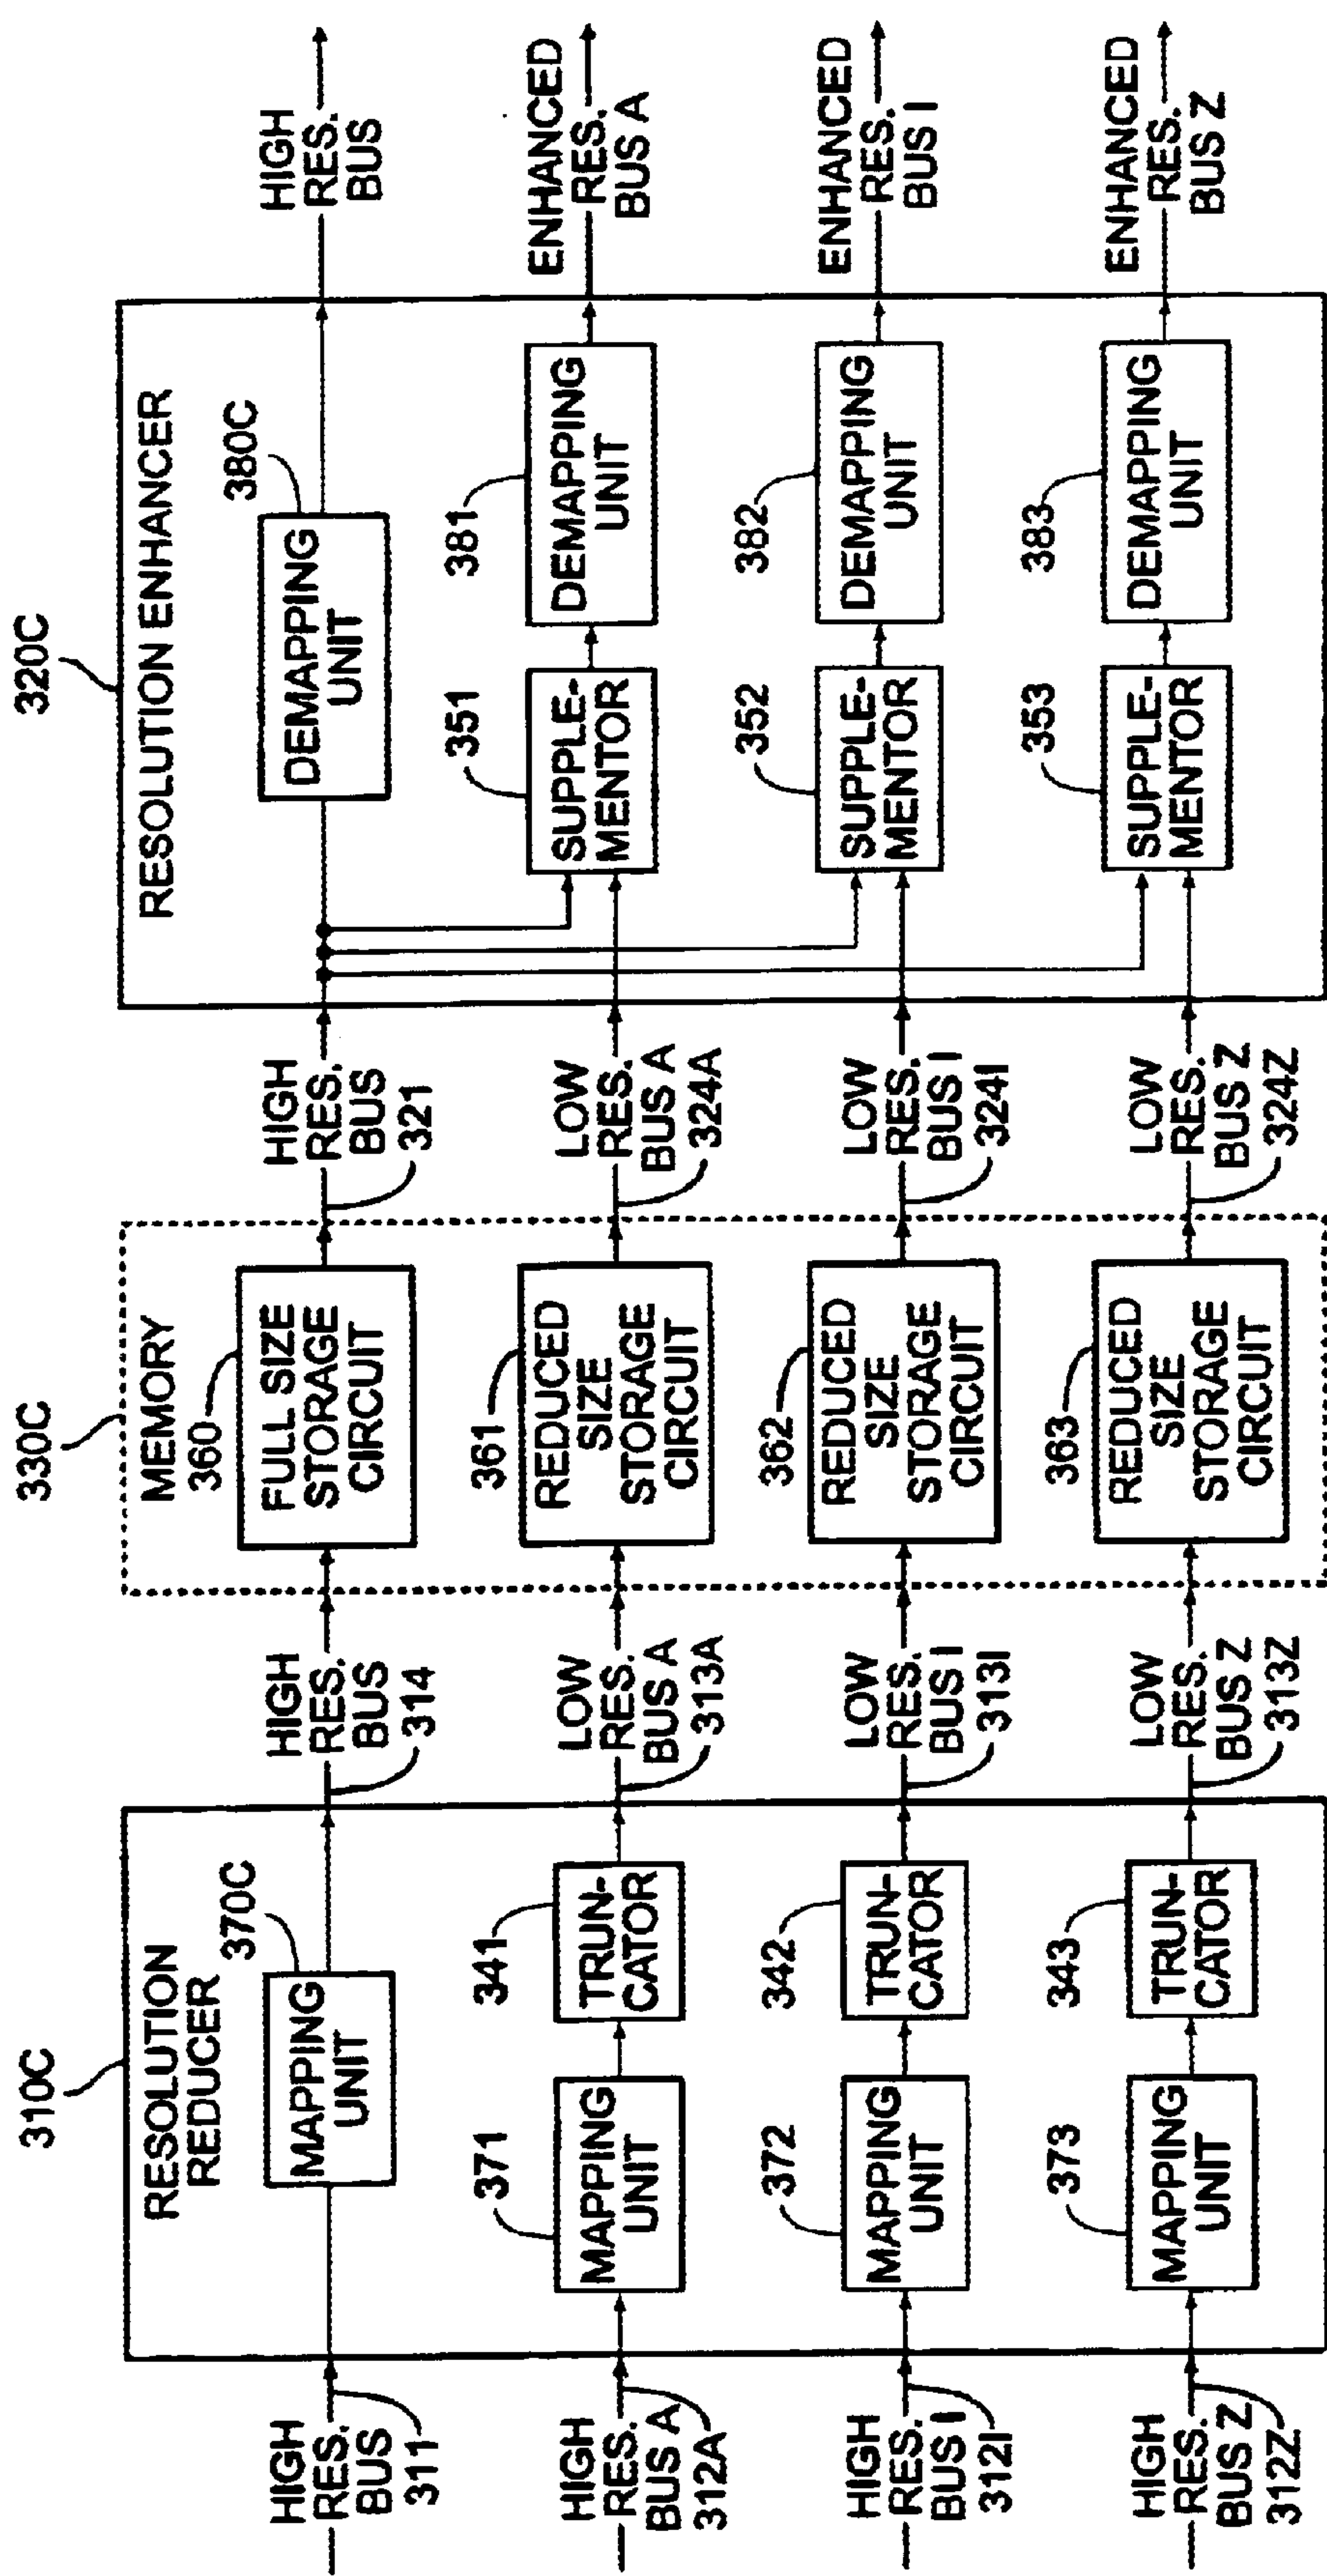 310C
RESOLUTION
REDUCER
HIGH
RES.
BUS
311
MAPPING
UNIT
370C
HIGH
RES.
BUS
314
HIGH
RES.
BUS A
312A
MAPPING
UNIT
371
TRUN-
CATOR
341
LOW
RES.
BUS A
313A
HIGH
RES.
BUS I
312I
MAPPING
UNIT
372
TRUN-
CATOR
342
LOW
RES.
BUS I
313I
HIGH
RES.
BUS Z
312Z
MAPPING
UNIT
373
TRUN-
CATOR
343
LOW
RES.
BUS Z
313Z
330C
MEMORY
360
FULL SIZE
STORAGE
CIRCUIT
HIGH
RES.
BUS
321
361
REDUCED
SIZE
STORAGE
CIRCUIT
LOW
RES.
BUS A
324A
362
REDUCED
SIZE
STORAGE
CIRCUIT
LOW
RES.
BUS I
324I
363
REDUCED
SIZE
STORAGE
CIRCUIT
LOW
RES.
BUS Z
324Z
320C
RESOLUTION ENHANCER
DEMAPPING
UNIT
380C
HIGH
RES.
BUS
351
SUPPLE-
MENTOR
381
DEMAPPING
UNIT
ENHANCED
RES.
BUS A
352
SUPPLE-
MENTOR
382
DEMAPPING
UNIT
ENHANCED
RES.
BUS I
353
SUPPLE-
MENTOR
383
DEMAPPING
UNIT
ENHANCED
RES.
BUS Z